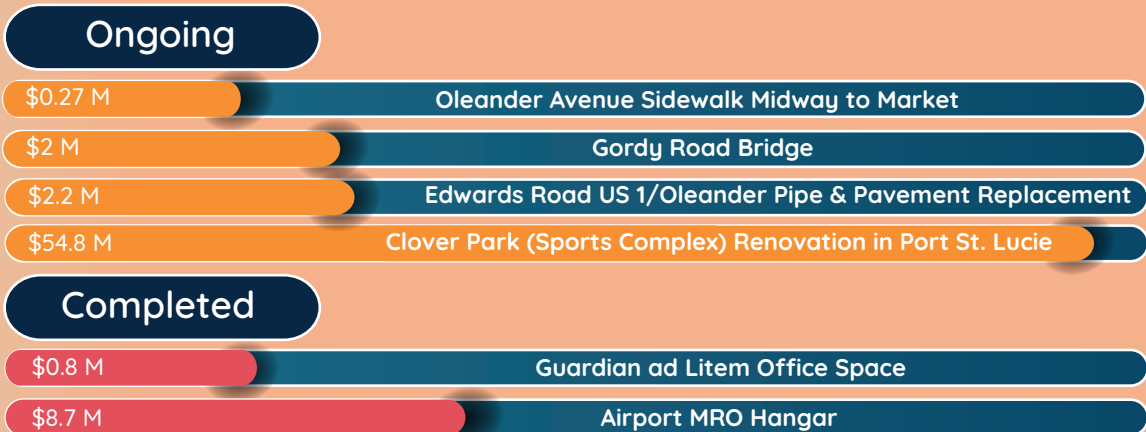 Ongoing
$0.27 M Oleander Avenue Sidewalk Midway to Market
$2 M Gordy Road Bridge
$2.2 M Edwards Road US 1/Oleander Pipe & Pavement Replacement
$54.8 M Clover Park (Sports Complex) Renovation in Port St. Lucie
Completed
$0.8 M Guardian ad Litem Office Space
$8.7 M Airport MRO Hangar